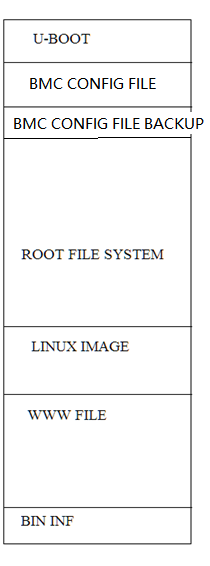 U-BOOT
BMC CONFIG FILE
BMC CONFIG FILE BACKUP
ROOT FILE SYSTEM
LINUX IMAGE
WWW FILE
BIN INF